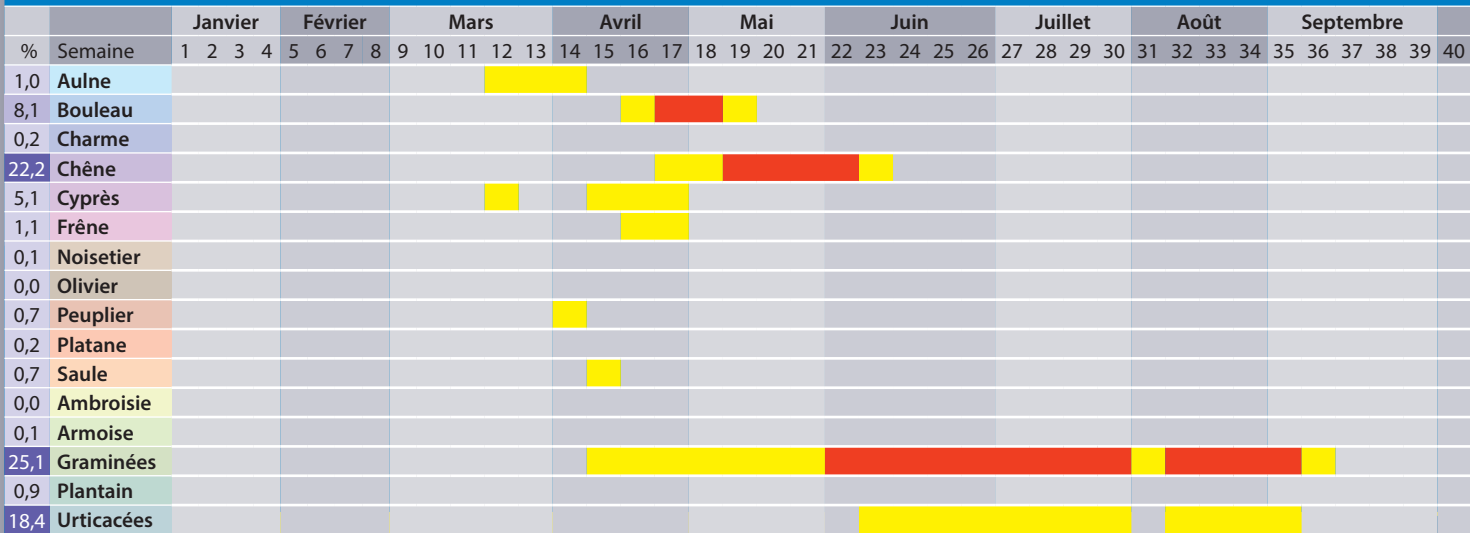 Janvier Février Mars Avril Mai Juin Juillet Août Septembre
% Semaine 1 2 3 4 5 6 7 8 9 10 11 12 13 14 15 16 17 18 19 20 21 22 23 24 25 26 27 28 29 30 31 32 33 34 35 36 37 38 39 40
1,0 Aulne
8,1 Bouleau
0,2 Charme
22,2 Chêne
5,1 Cyprès
1,1 Frêne
0,1 Noisetier
0,0 Olivier
0,7 Peuplier
0,2 Platane
0,7 Saule
0,0 Ambroisie
0,1 Armoise
25,1 Graminées
0,9 Plantain
18,4 Urticacées